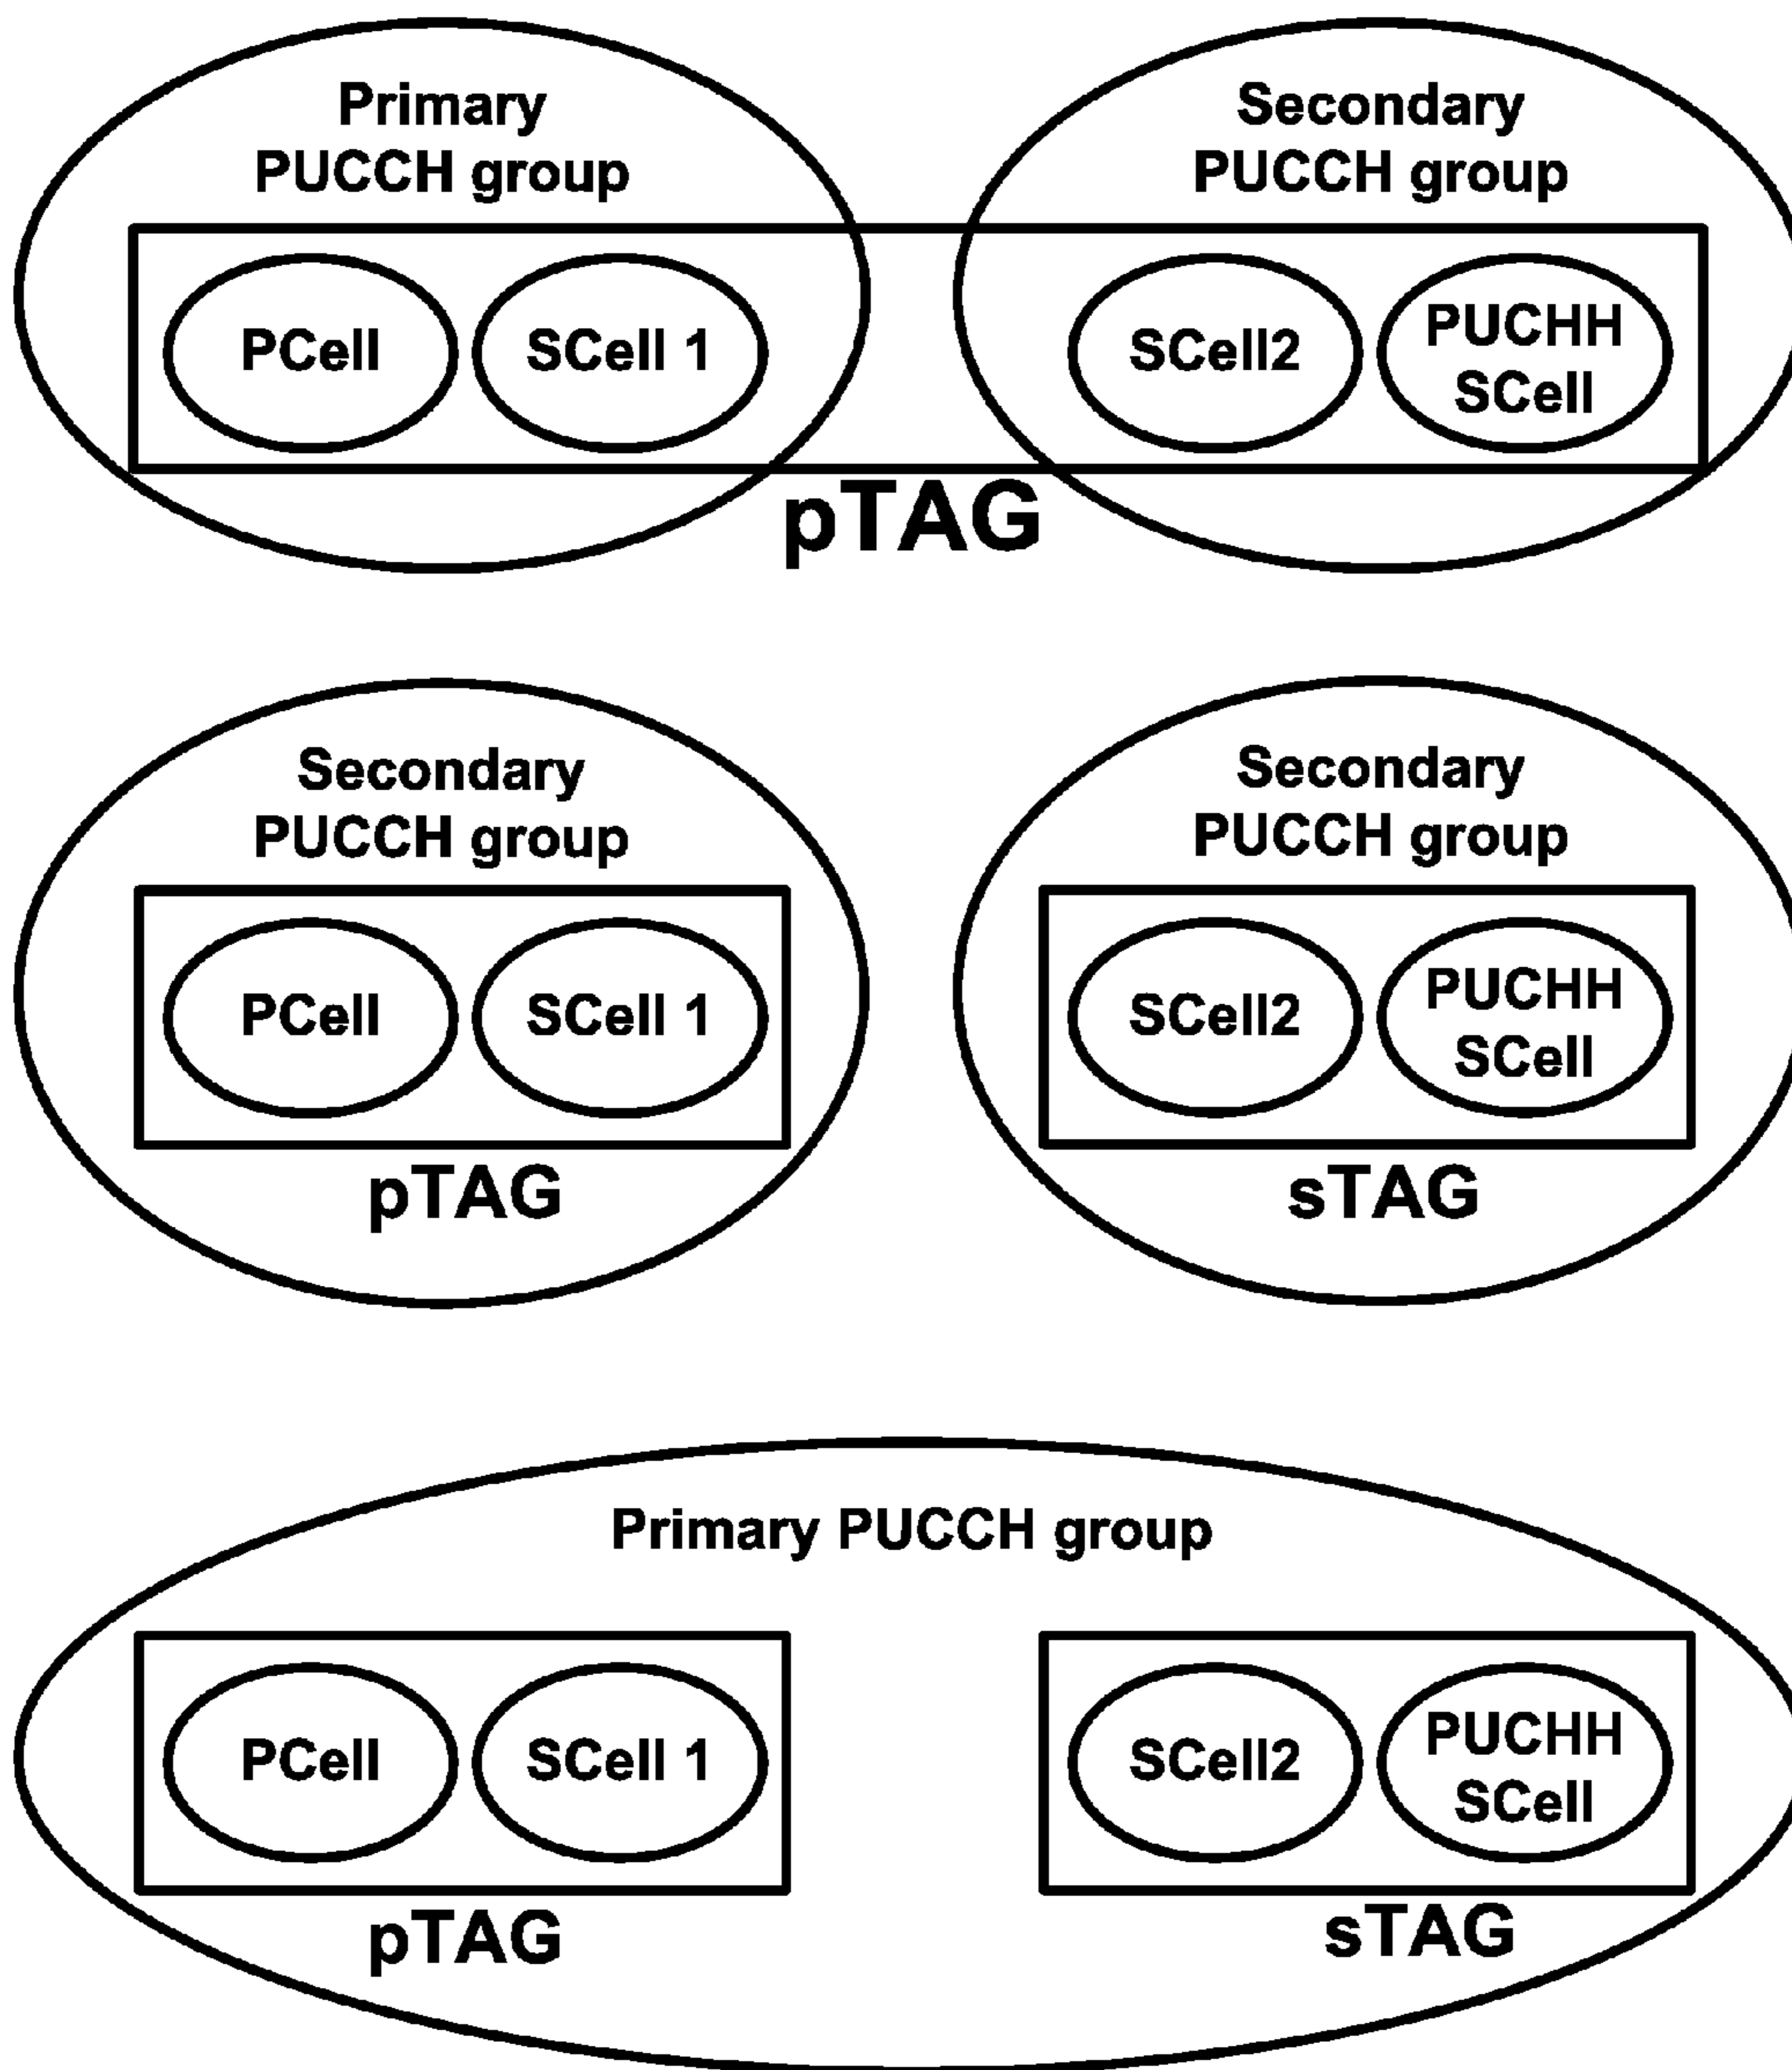 Primary
PUCCH group
Secondary
PUCCH group
PCell
SCell 1
SCell2
PUCHH
SCell
pTAG
Secondary
PUCCH group
Secondary
PUCCH group
PCell
SCell 1
SCell2
PUCHH
SCell
pTAG
sTAG
Primary PUCCH group
PCell
SCell 1
SCell2
PUCHH
SCell
pTAG
sTAG